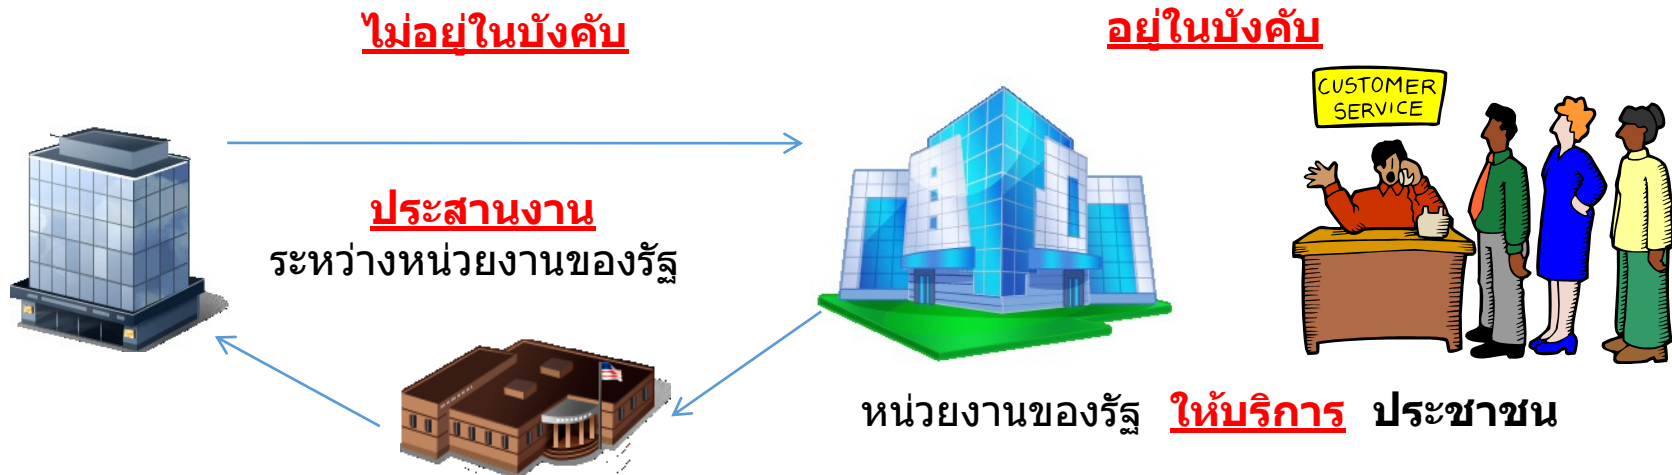 ไม่อยู่ในบังคับ
อยู่ในบังคับ
CUSTOMER
SERVICE
ประสานงาน
ระหว่างหน่วยงานของรัฐ
หน่วยงานของรัฐ ให้บริการ ประชาชน